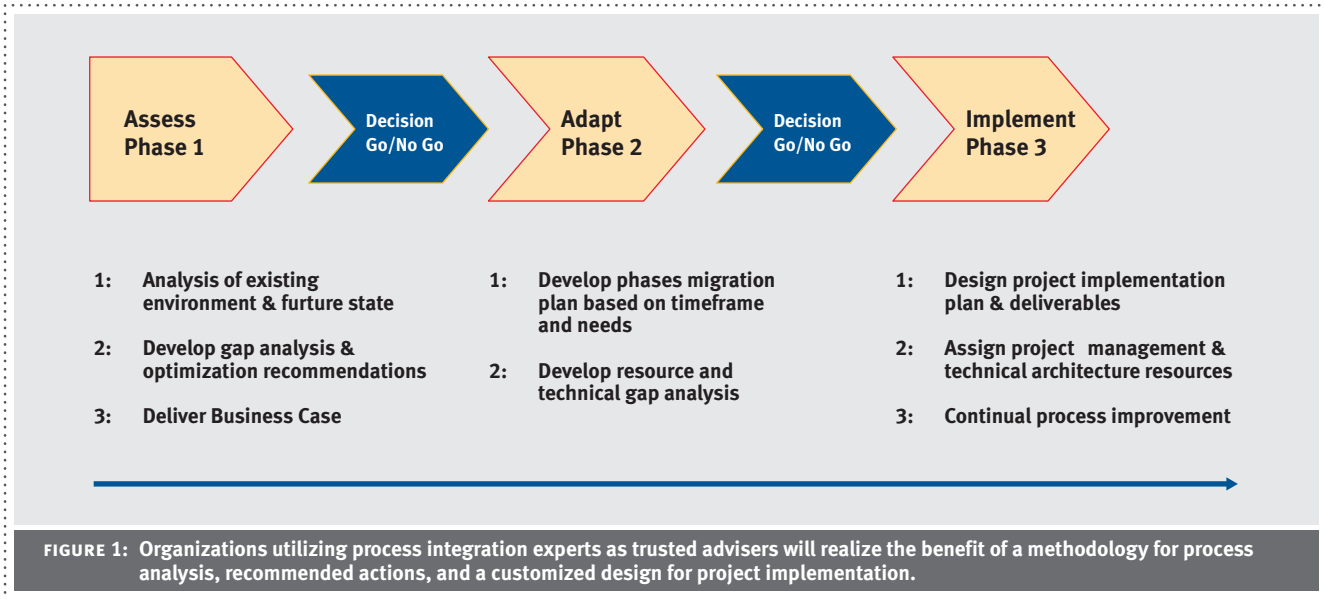 Assess
Phase 1
Decision
Go/No Go
Adapt
Phase 2
Decision
Go/No Go
Implement
Phase 3
1: Analysis of existing
environment & furture state
2: Develop gap analysis &
optimization recommendations
3: Deliver Business Case
1: Develop phases migration
plan based on timeframe
and needs
2: Develop resource and
technical gap analysis
1: Design project implementation
plan & deliverables
2: Assign project management &
technical architecture resources
3: Continual process improvement
FIGURE 1: Organizations utilizing process integration experts as trusted advisers will realize the benefit of a methodology for process
analysis, recommended actions, and a customized design for project implementation.